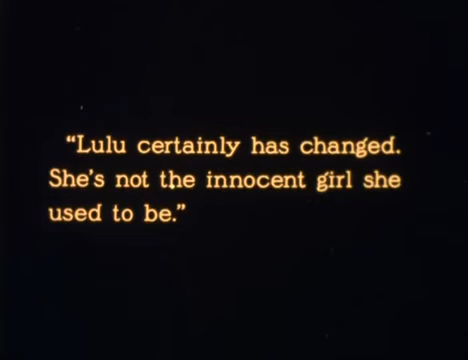 “Lulu certainly has changed.
She’s not the innocent girl she
used to be.”